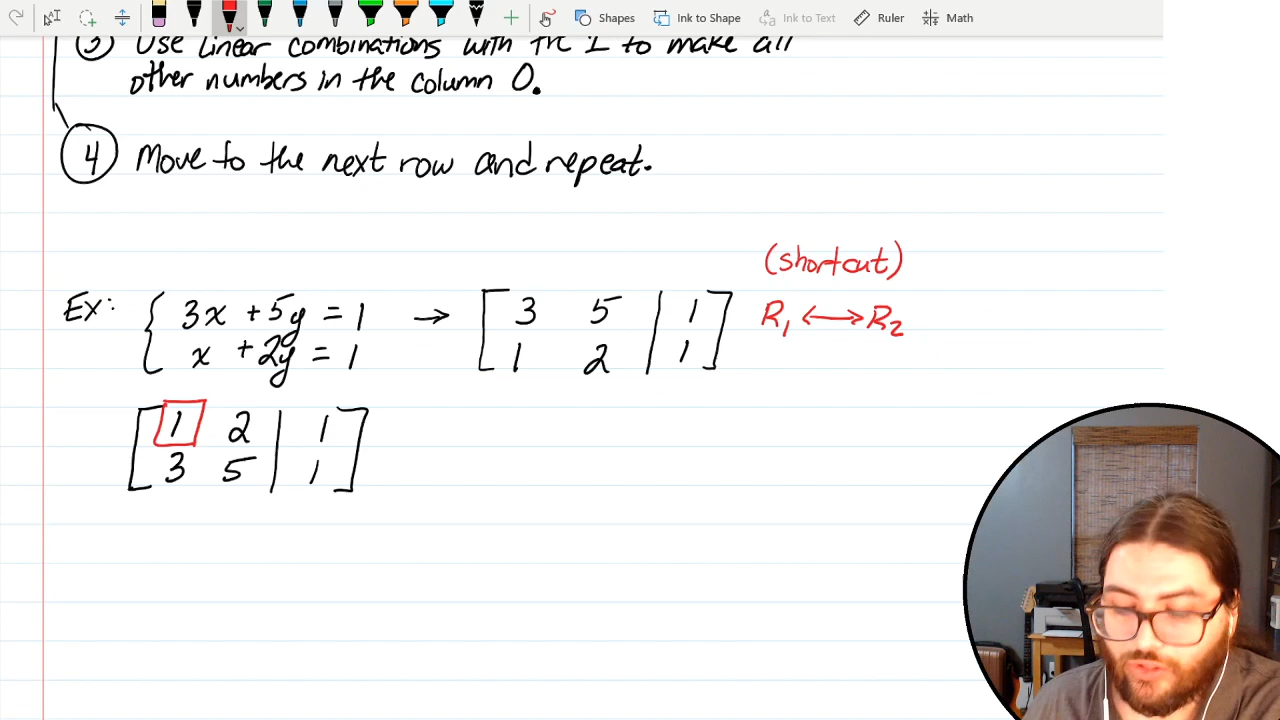 Shapes Ink to Shape Ink to Text Ruler Math
③ Use linear combinations with the 1 to make all
other numbers in the column 0.
④ Move to the next row and repeat.
(shortcut)
Ex: { 3x + 5y = 1 → [ 3 5 | 1 ] R₁ ↔ R₂
x + 2y = 1 [ 1 2 | 1 ]
[ 1 2 | 1 ]
[ 3 5 | 1 ]